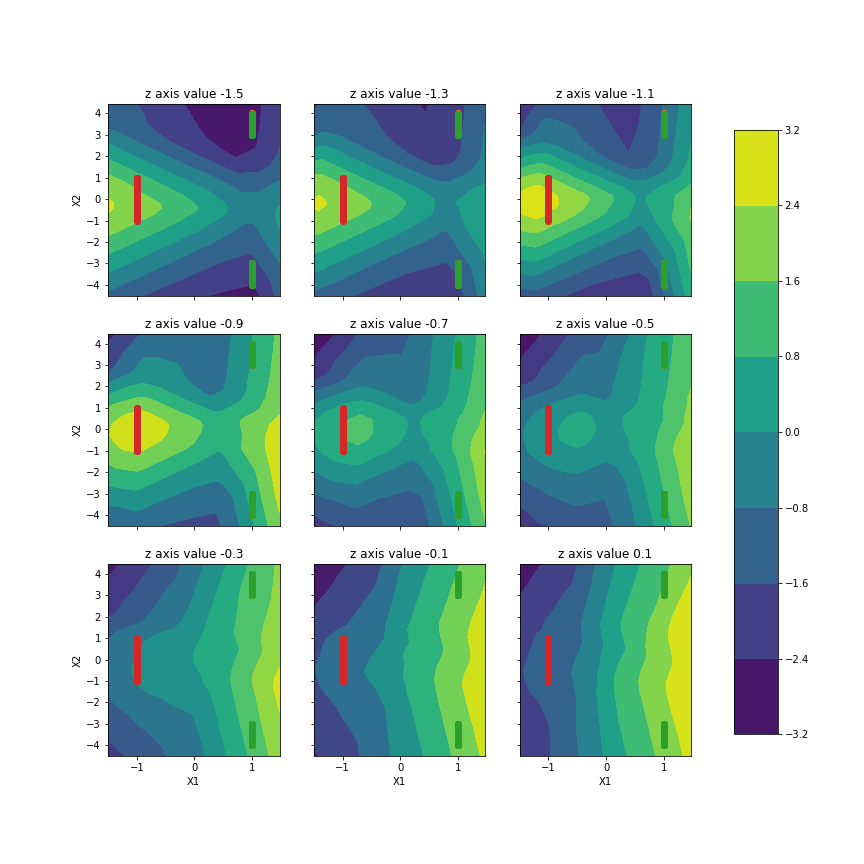 z axis value -1.5
z axis value -1.3
z axis value -1.1
4
3
2
1
0
−1
−2
−3
−4
X2
z axis value -0.9
z axis value -0.7
z axis value -0.5
4
3
2
1
0
−1
−2
−3
−4
X2
z axis value -0.3
z axis value -0.1
z axis value 0.1
4
3
2
1
0
−1
−2
−3
−4
X2
−1 0 1
−1 0 1
−1 0 1
X1
X1
X1
3.2
2.4
1.6
0.8
0.0
−0.8
−1.6
−2.4
−3.2